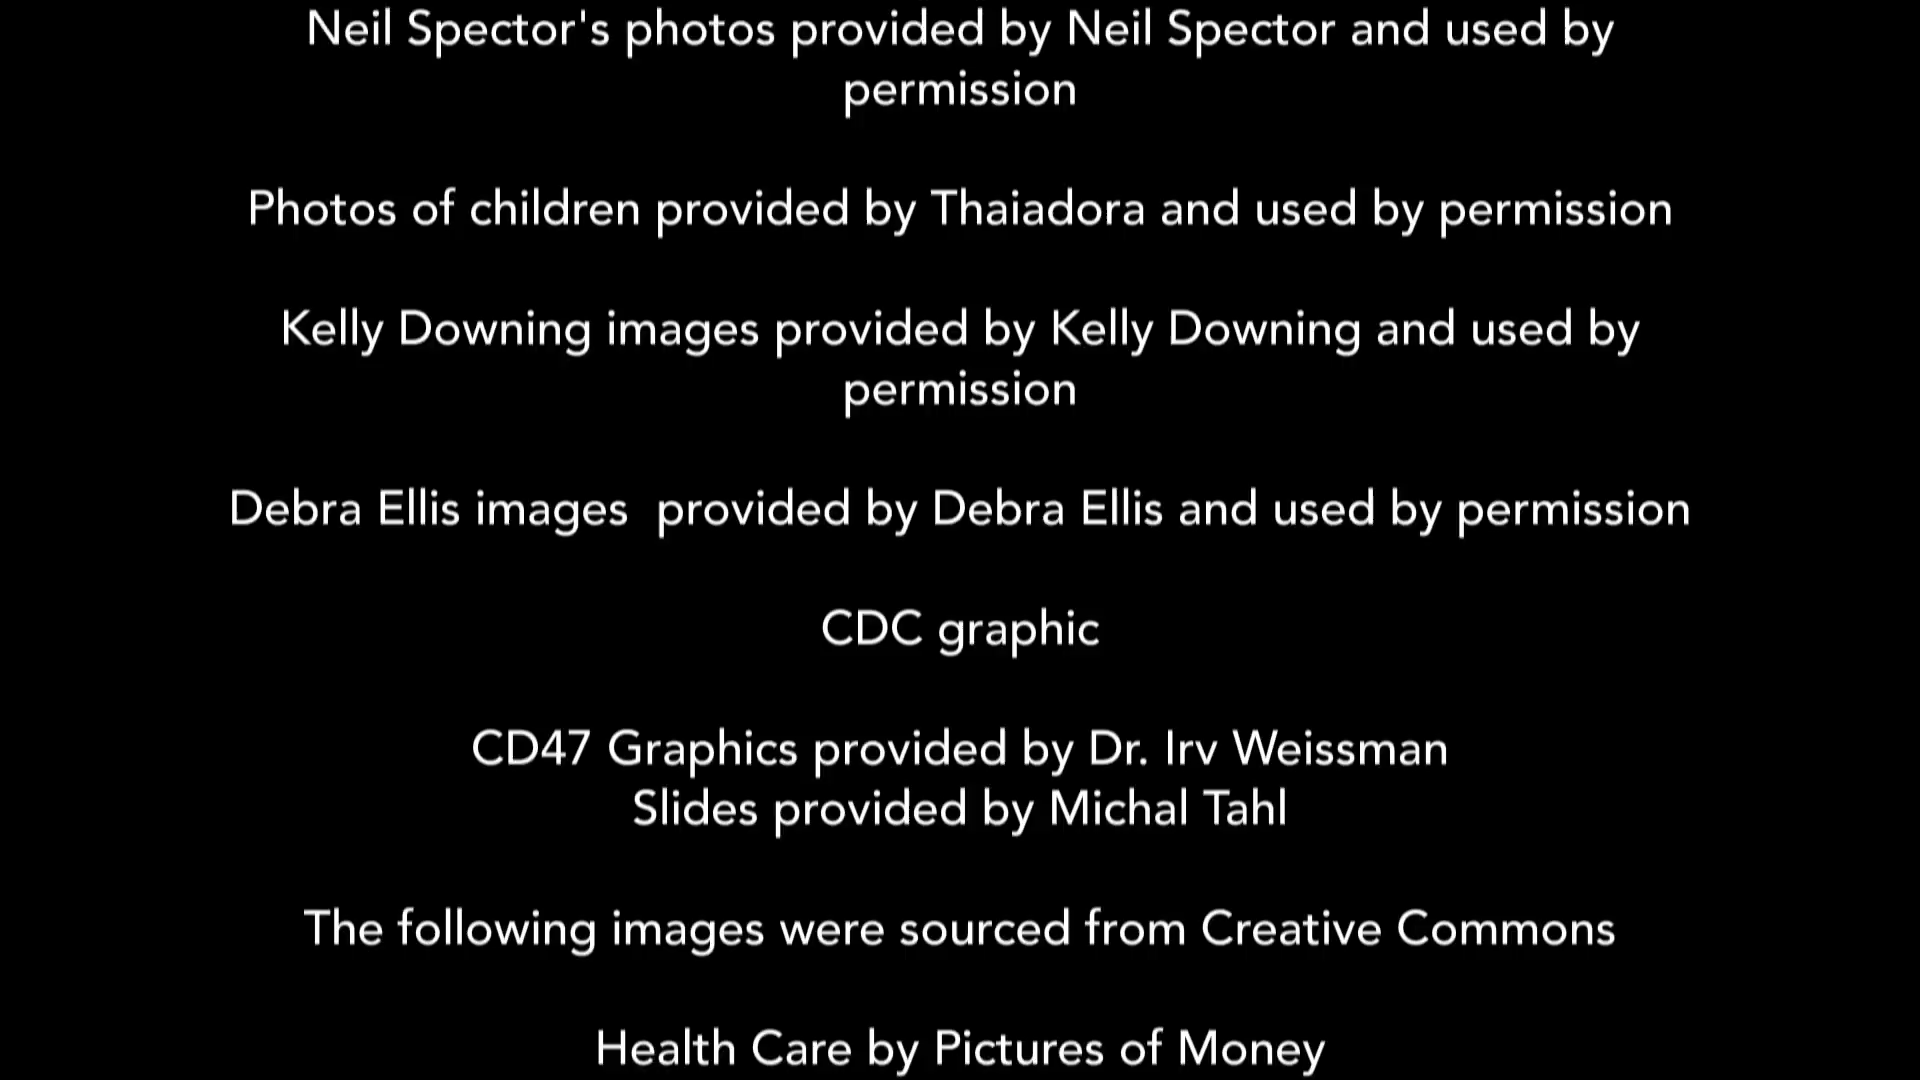 Neil Spector's photos provided by Neil Spector and used by
permission
Photos of children provided by Thaiadora and used by permission
Kelly Downing images provided by Kelly Downing and used by
permission
Debra Ellis images  provided by Debra Ellis and used by permission
CDC graphic
CD47 Graphics provided by Dr. Irv Weissman
Slides provided by Michal Tahl
The following images were sourced from Creative Commons
Health Care by Pictures of Money